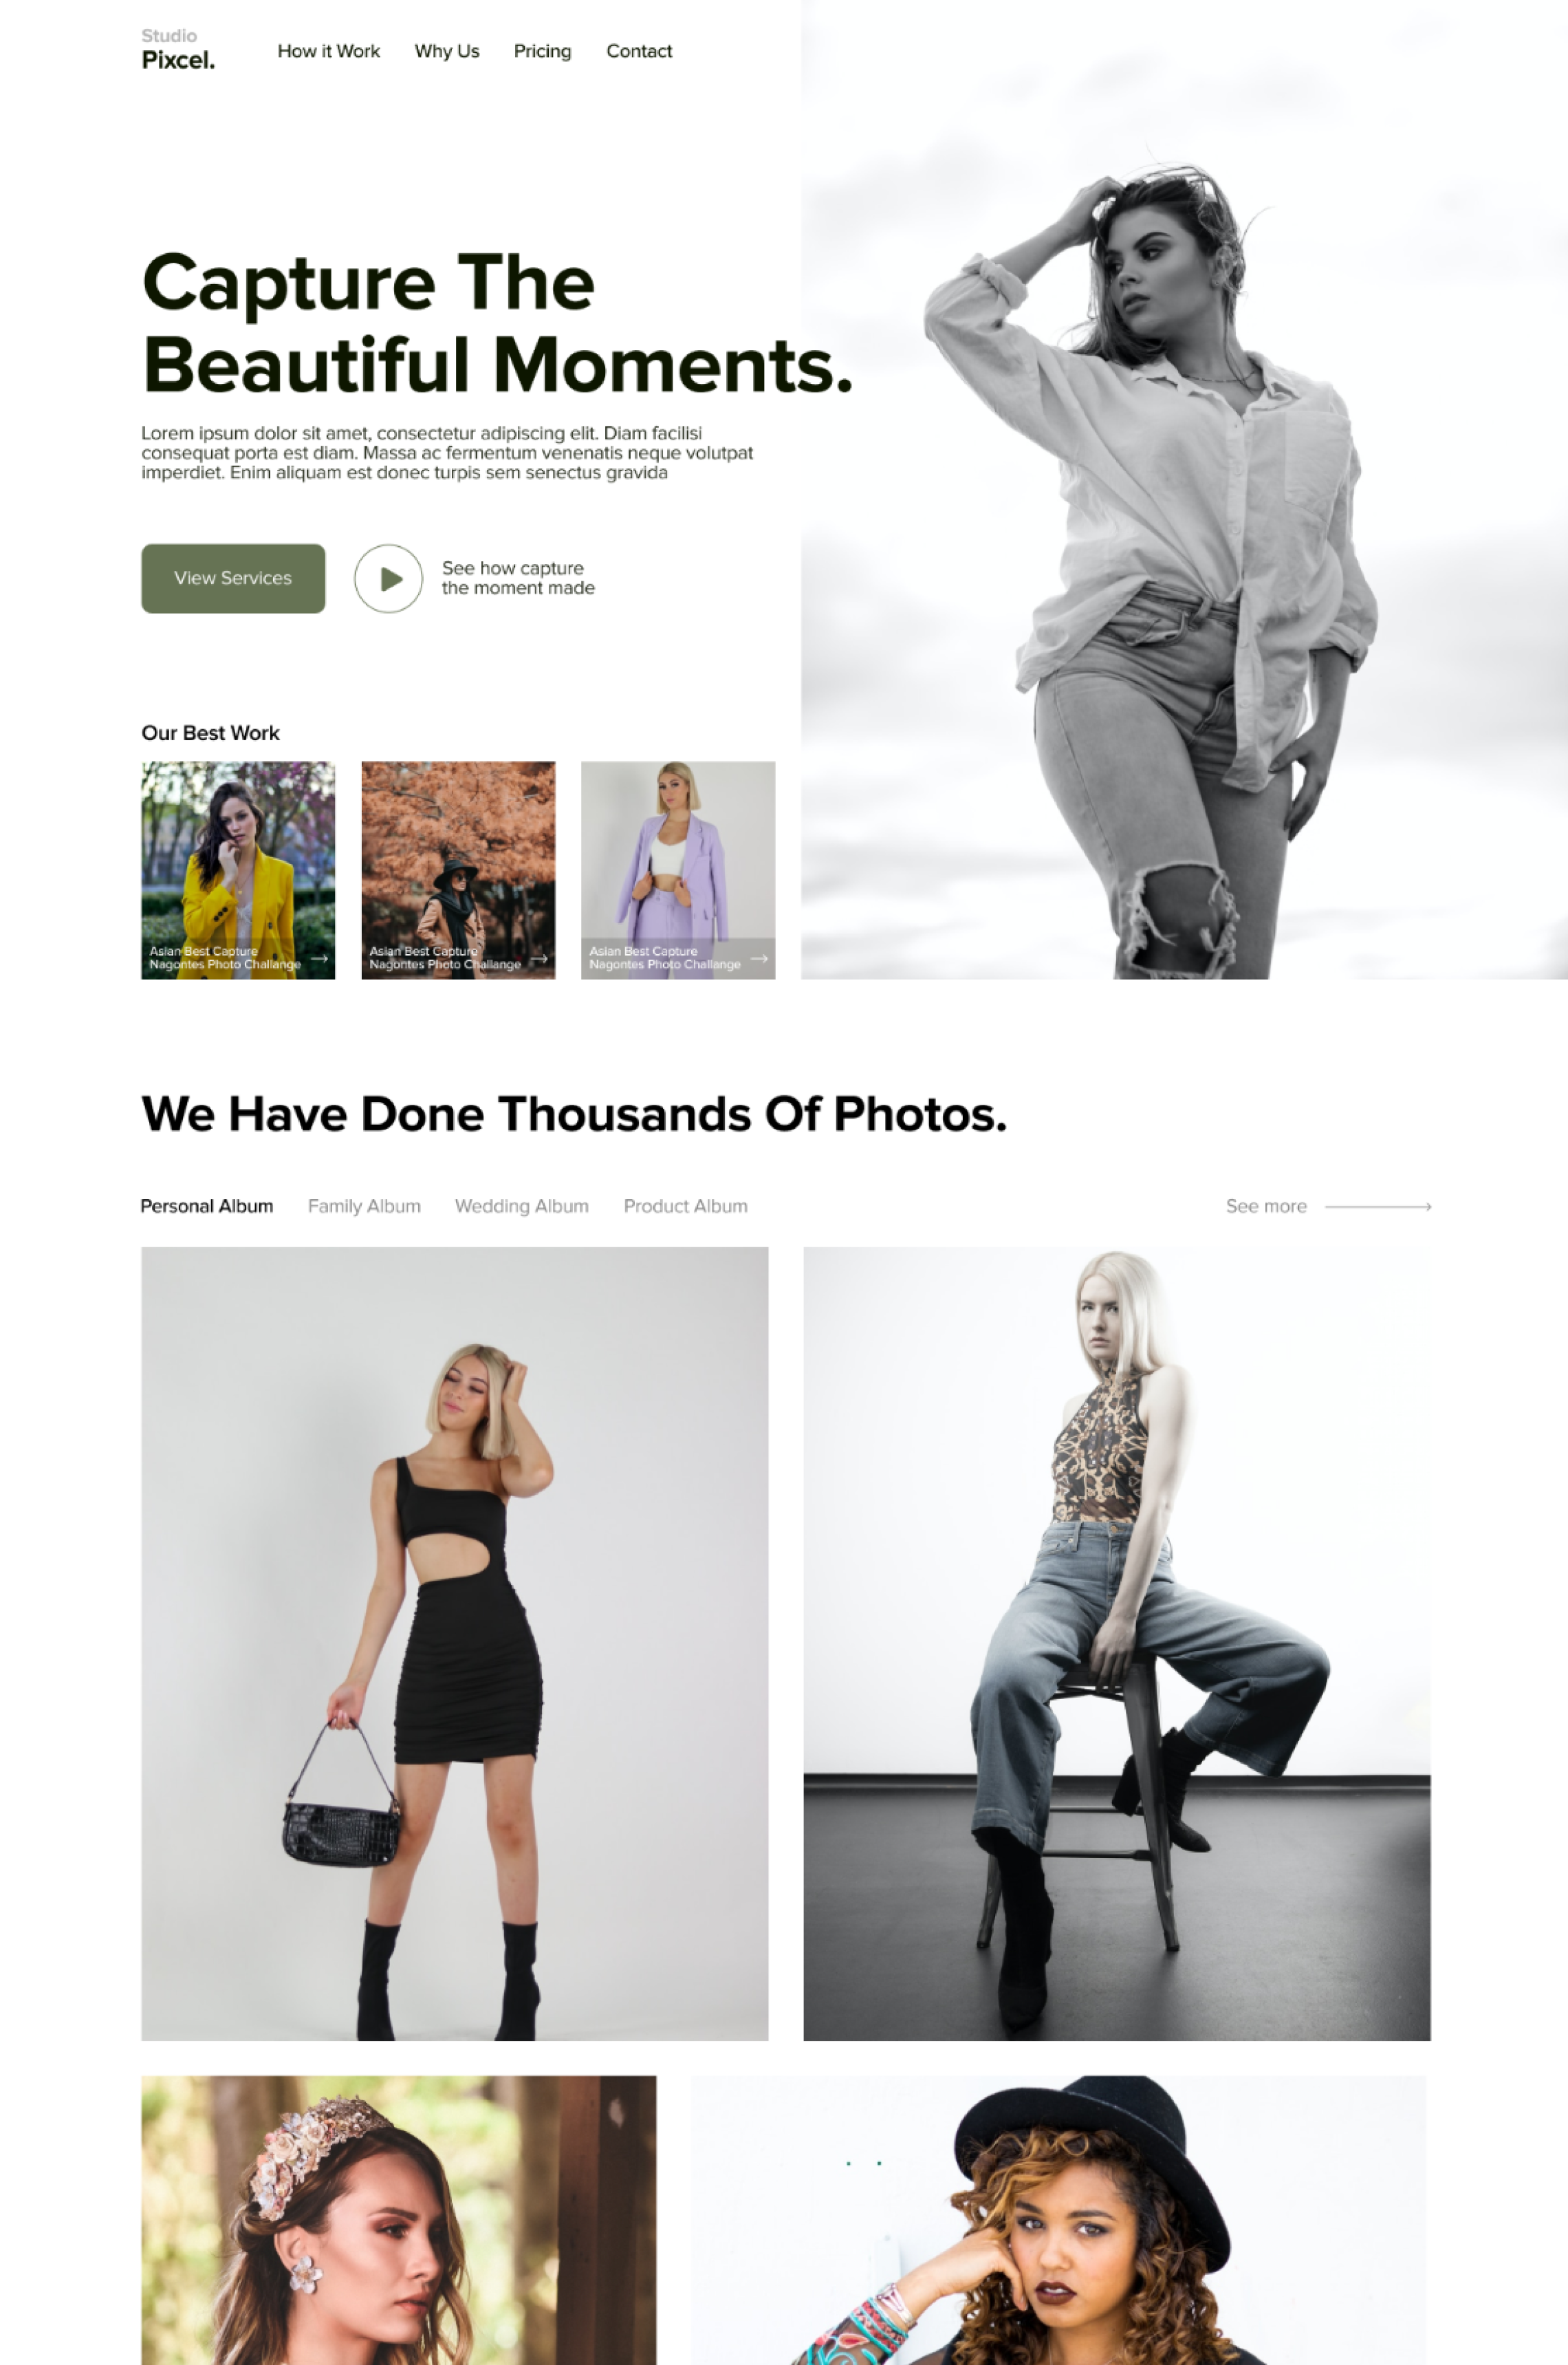 Studio
Pixcel.
How it Work
Why Us
Pricing
Contact
Capture The
Beautiful Moments.
Lorem ipsum dolor sit amet, consectetur adipiscing elit. Diam facilisi
consequat porta est diam. Massa ac fermentum venenatis neque volutpat
imperdiet. Enim aliquam est donec turpis sem senectus gravida
View Services
See how capture
the moment made
Our Best Work
Asian Best Capture
Nagontes Photo Challange
Asian Best Capture
Nagontes Photo Challange
Asian Best Capture
Nagontes Photo Challange
We Have Done Thousands Of Photos.
Personal Album
Family Album
Wedding Album
Product Album
See more